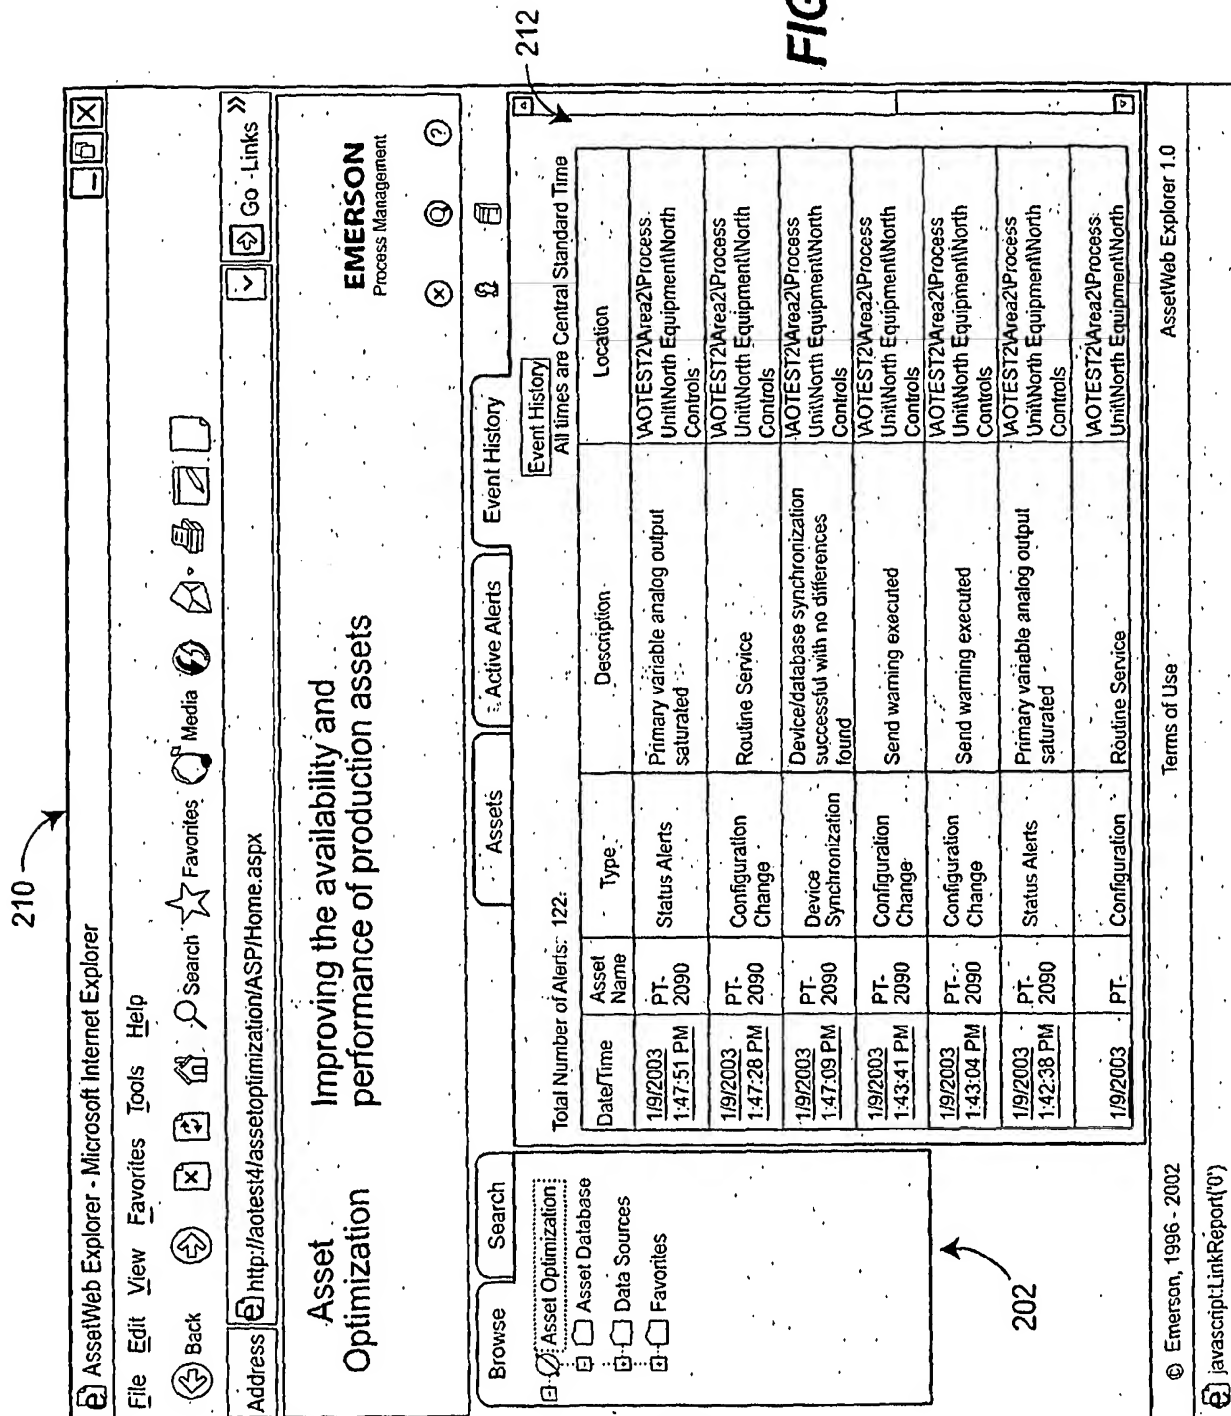 210
AssetWeb Explorer - Microsoft Internet Explorer
File Edit View Favorites Tools Help
Back Search Favorites Media
Address http://aotest4/assetoptimization/ASP/Home.aspx Go Links »
Asset Optimization
Improving the availability and
performance of production assets
EMERSON
Process Management
Browse Search
Asset Optimization
Asset Database
Data Sources
Favorites
202
Assets Active Alerts Event History
Event History
Total Number of Alerts: 122
All times are Central Standard Time
212
Date/Time Asset Name Type Description Location
1/9/2003 1:47:51 PM PT-2090 Status Alerts Primary variable analog output saturated \AOTEST2\Area2\Process Unit\North Equipment\North Controls
1/9/2003 1:47:28 PM PT-2090 Configuration Change Routine Service \AOTEST2\Area2\Process Unit\North Equipment\North Controls
1/9/2003 1:47:09 PM PT-2090 Device Synchronization Device/database synchronization successful with no differences found \AOTEST2\Area2\Process Unit\North Equipment\North Controls
1/9/2003 1:43:41 PM PT-2090 Configuration Change Send warning executed \AOTEST2\Area2\Process Unit\North Equipment\North Controls
1/9/2003 1:43:04 PM PT-2090 Configuration Change Send warning executed \AOTEST2\Area2\Process Unit\North Equipment\North Controls
1/9/2003 1:42:38 PM PT-2090 Status Alerts Primary variable analog output saturated \AOTEST2\Area2\Process Unit\North Equipment\North Controls
1/9/2003 PT- Configuration Routine Service \AOTEST2\Area2\Process Unit\North Equipment\North
© Emerson, 1996 - 2002 Terms of Use AssetWeb Explorer 1.0
javascript:LinkReport('0')
FIG